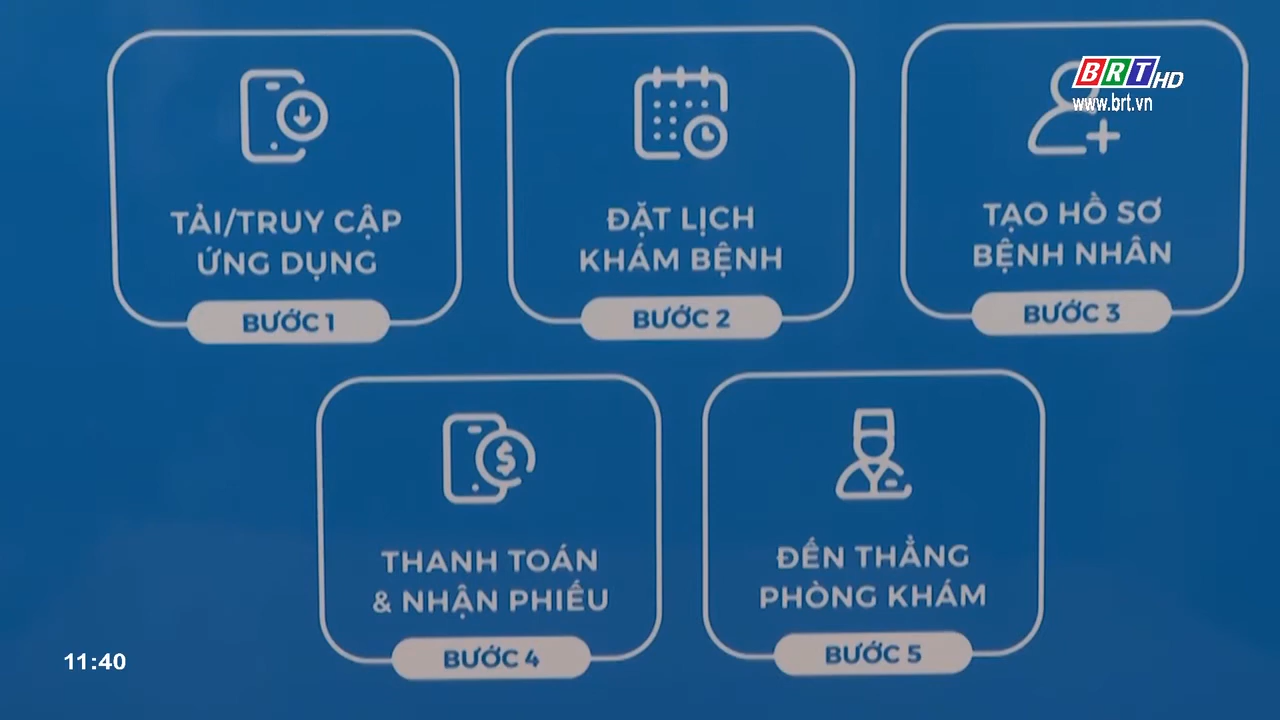 BRT HD
www.brt.vn
TẢI/TRUY CẬP
ỨNG DỤNG
BƯỚC 1
ĐẶT LỊCH
KHÁM BỆNH
BƯỚC 2
TẠO HỒ SƠ
BỆNH NHÂN
BƯỚC 3
THANH TOÁN
& NHẬN PHIẾU
BƯỚC 4
ĐẾN THẲNG
PHÒNG KHÁM
BƯỚC 5
11:40